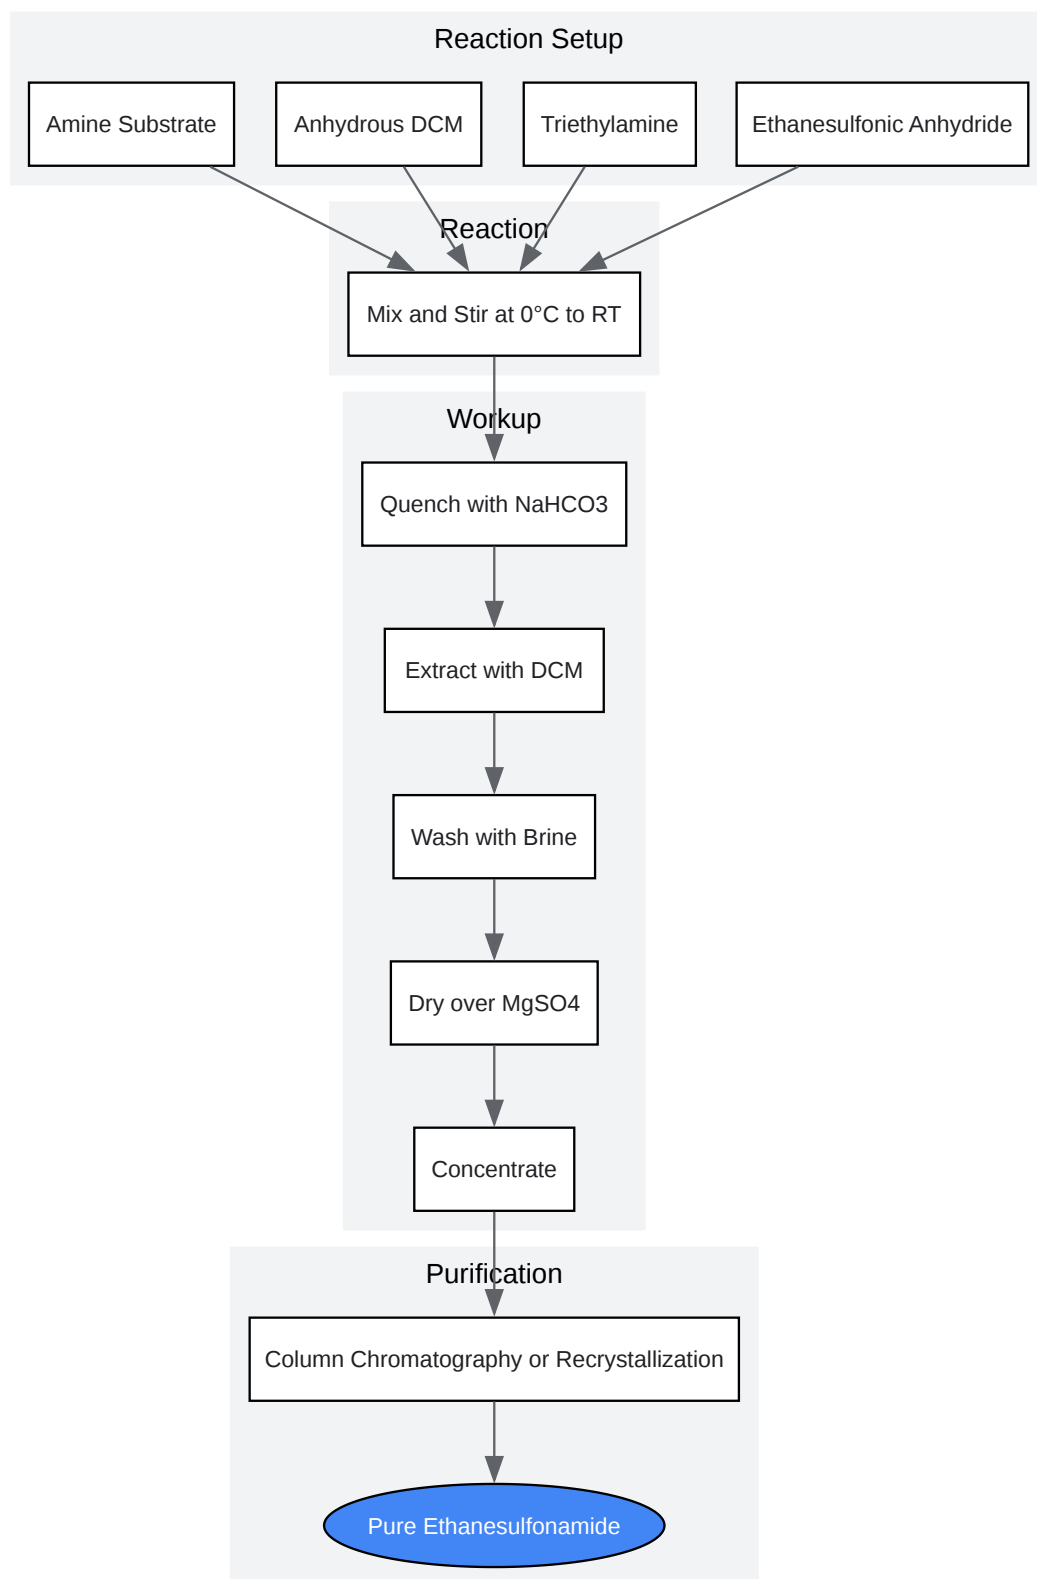 Reaction Setup
Amine Substrate
Anhydrous DCM
Triethylamine
Ethanesulfonic Anhydride
Reaction
Mix and Stir at 0°C to RT
Workup
Quench with NaHCO3
Extract with DCM
Wash with Brine
Dry over MgSO4
Concentrate
Purification
Column Chromatography or Recrystallization
Pure Ethanesulfonamide